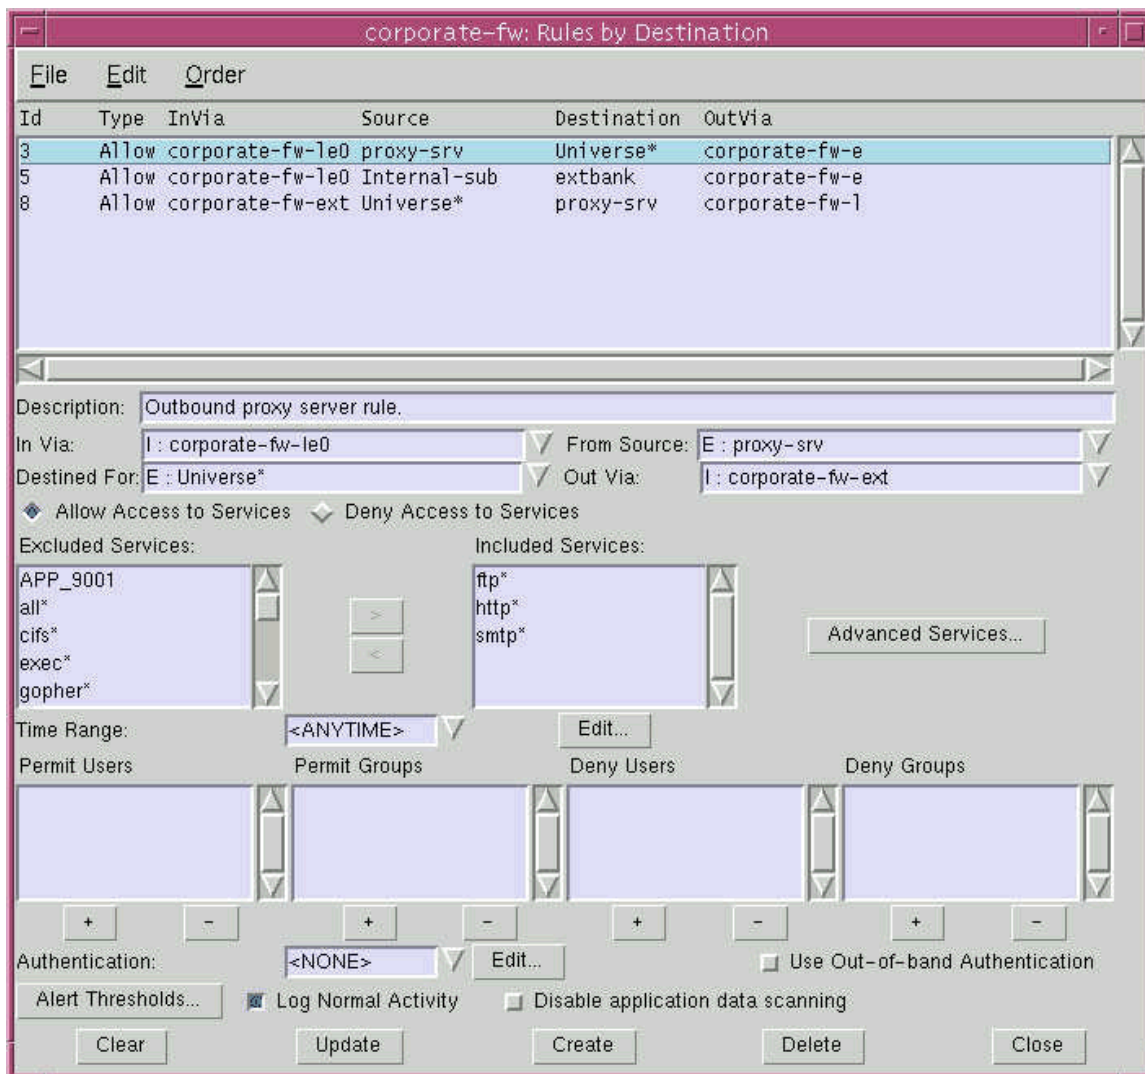 corporate-fw: Rules by Destination
File Edit Order
Id Type InVia Source Destination OutVia
3 Allow corporate-fw-le0 proxy-srv Universe* corporate-fw-e
5 Allow corporate-fw-le0 Internal-sub extbank corporate-fw-e
8 Allow corporate-fw-ext Universe* proxy-srv corporate-fw-l
Description: Outbound proxy server rule.
In Via: I : corporate-fw-le0 From Source: E : proxy-srv
Destined For: E : Universe* Out Via: I : corporate-fw-ext
Allow Access to Services Deny Access to Services
Excluded Services: Included Services:
APP_9001 ftp*
all* http*
cifs* smtp* Advanced Services...
exec*
gopher*
> 
<
Time Range: <ANYTIME> Edit...
Permit Users Permit Groups Deny Users Deny Groups
+ - + - + - + -
Authentication: <NONE> Edit... Use Out-of-band Authentication
Alert Thresholds... Log Normal Activity Disable application data scanning
Clear Update Create Delete Close